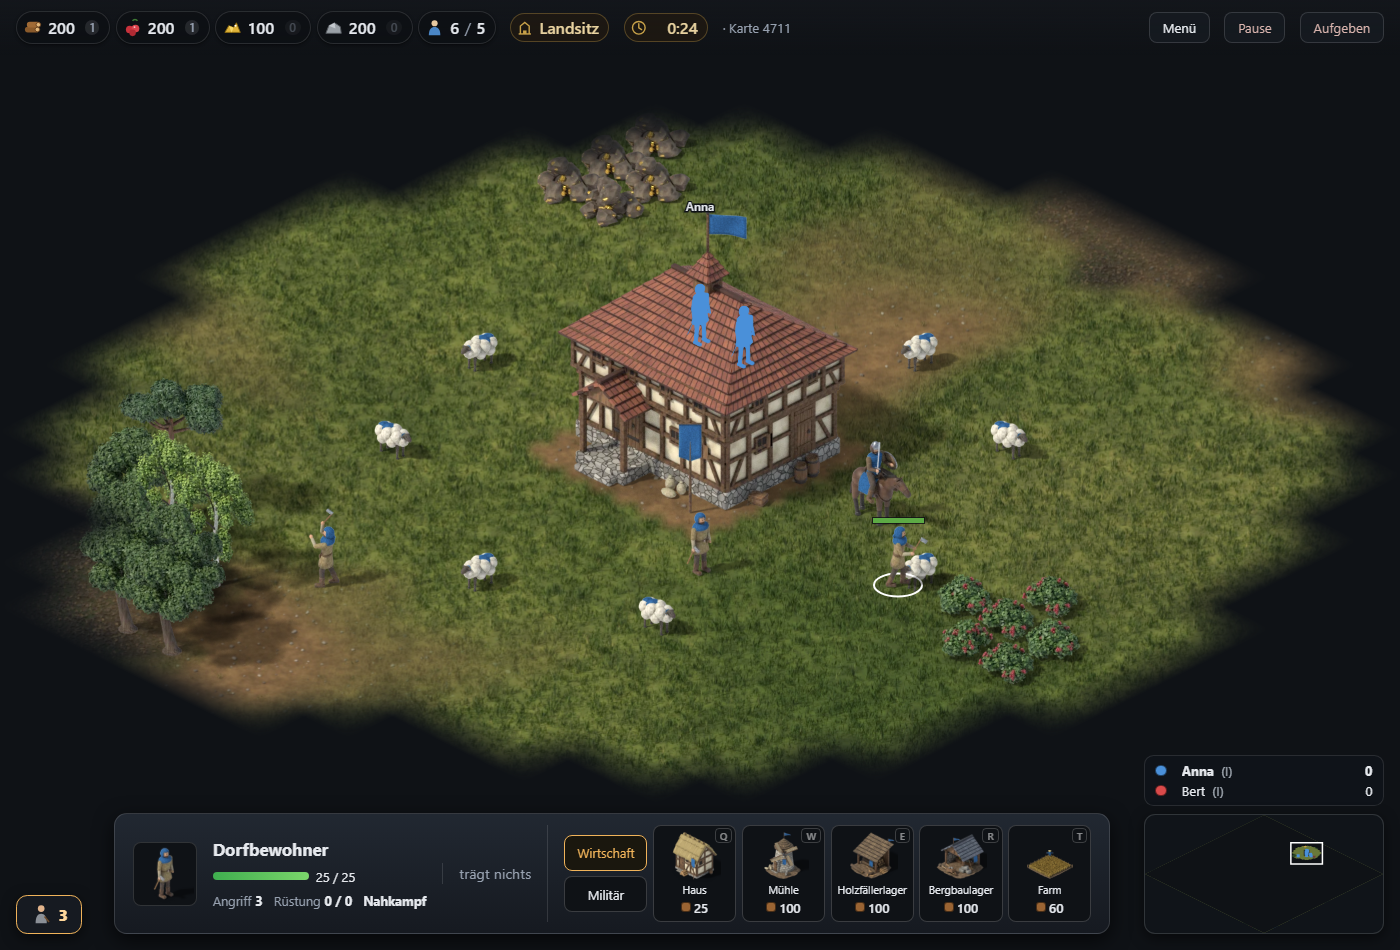 200 1 200 1 100 0 200 0 6 / 5 Landsitz 0:24 · Karte 4711 Menü Pause Aufgeben
Anna
Anna (I) 0
Bert (I) 0
Dorfbewohner
25 / 25
Angriff 3 Rüstung 0 / 0 Nahkampf
trägt nichts
Wirtschaft
Militär
Q
Haus
25
W
Mühle
100
E
Holzfällerlager
100
R
Bergbaulager
100
T
Farm
60
3